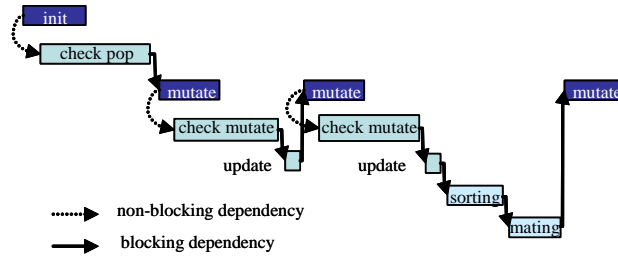 init
check pop
mutate mutate mutate
check mutate check mutate
update update
sorting
mating
non-blocking dependency
blocking dependency